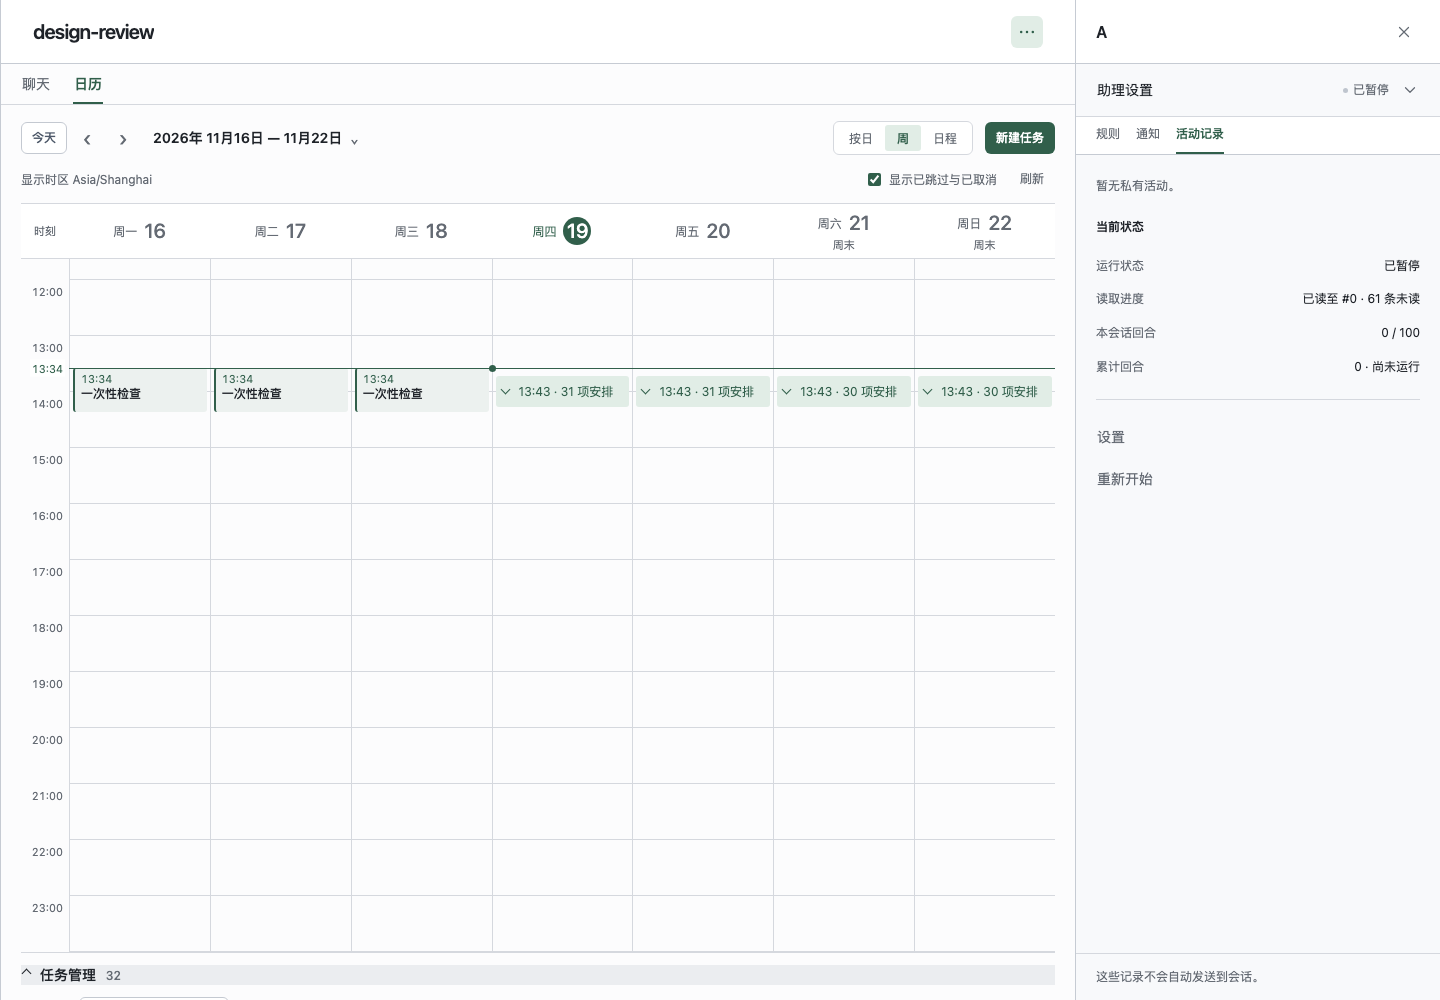 design-review
聊天 日历
今天 2026年 11月16日 — 11月22日 按日 周 日程 新建任务
显示时区 Asia/Shanghai 显示已跳过与已取消 刷新
时刻 周一 16 周二 17 周三 18 周四 19 周五 20 周六 21 周末 周日 22 周末
12:00
13:00
13:34
13:34 13:34 13:34
一次性检查 一次性检查 一次性检查
13:43 · 31 项安排 13:43 · 31 项安排 13:43 · 30 项安排 13:43 · 30 项安排
14:00
15:00
16:00
17:00
18:00
19:00
20:00
21:00
22:00
23:00
任务管理 32
A
助理设置 已暂停
规则 通知 活动记录
暂无私有活动。
当前状态
运行状态 已暂停
读取进度 已读至 #0 · 61 条未读
本会话回合 0 / 100
累计回合 0 · 尚未运行
设置
重新开始
这些记录不会自动发送到会话。